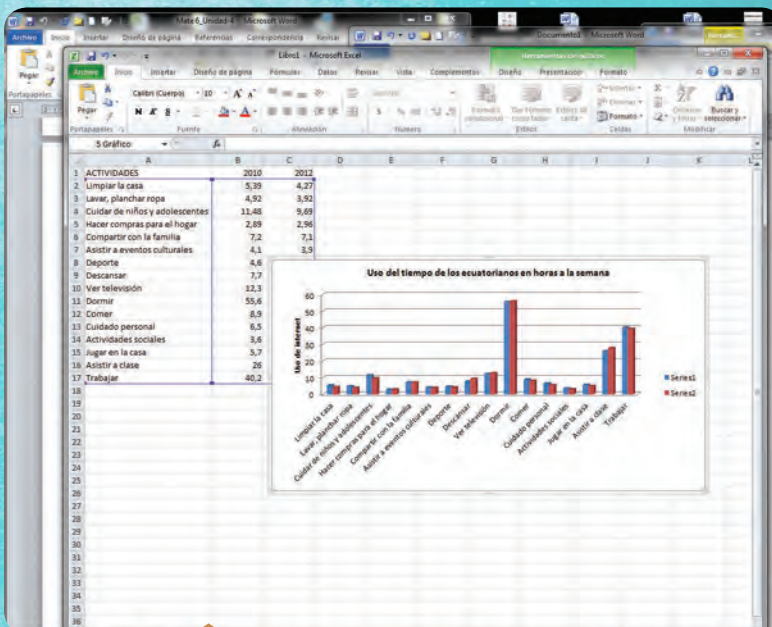 Mate 6_Unidad 4 - Microsoft Word
Documento1 - Microsoft Word
Archivo Inicio Insertar Diseño de página Referencias Correspondencia Revisar
Pegar
Portapapeles
Libro1 - Microsoft Excel
Herramientas de gráficos
Archivo Inicio Insertar Diseño de página Fórmulas Datos Revisar Vista Complementos Diseño Presentación Formato
Pegar
Calibri (Cuerpo) 10
N K S
Formato
Buscar y seleccionar
Portapapeles Fuente Alineación Número Estilos Celdas Modificar
5 Gráfico fx
A B C D E F G H I J K L
1 ACTIVIDADES 2010 2012
2 Limpiar la casa 5,39 4,27
3 Lavar, planchar ropa 4,92 3,92
4 Cuidar de niños y adolescentes 11,48 9,69
5 Hacer compras para el hogar 2,89 2,96
6 Compartir con la familia 7,2 7,1
7 Asistir a eventos culturales 4,1 3,9
8 Deporte 4,6
9 Descansar 7,7
10 Ver televisión 12,3
11 Dormir 55,6
12 Comer 8,9
13 Cuidado personal 6,5
14 Actividades sociales 3,6
15 Jugar en la casa 5,7
16 Asistir a clase 26
17 Trabajar 40,2
18
19
20
21
22
23
24
25
26
27
28
29
30
31
32
33
34
35
36
Uso del tiempo de los ecuatorianos en horas a la semana
Uso de internet
60
50
40
30
20
10
0
Limpiar la casa
Lavar, planchar ropa
Cuidar de niños y adolescentes
Hacer compras para el hogar
Compartir con la familia
Asistir a eventos culturales
Deporte
Descansar
Ver televisión
Dormir
Comer
Cuidado personal
Actividades sociales
Jugar en la casa
Asistir a clase
Trabajar
Series1
Series2